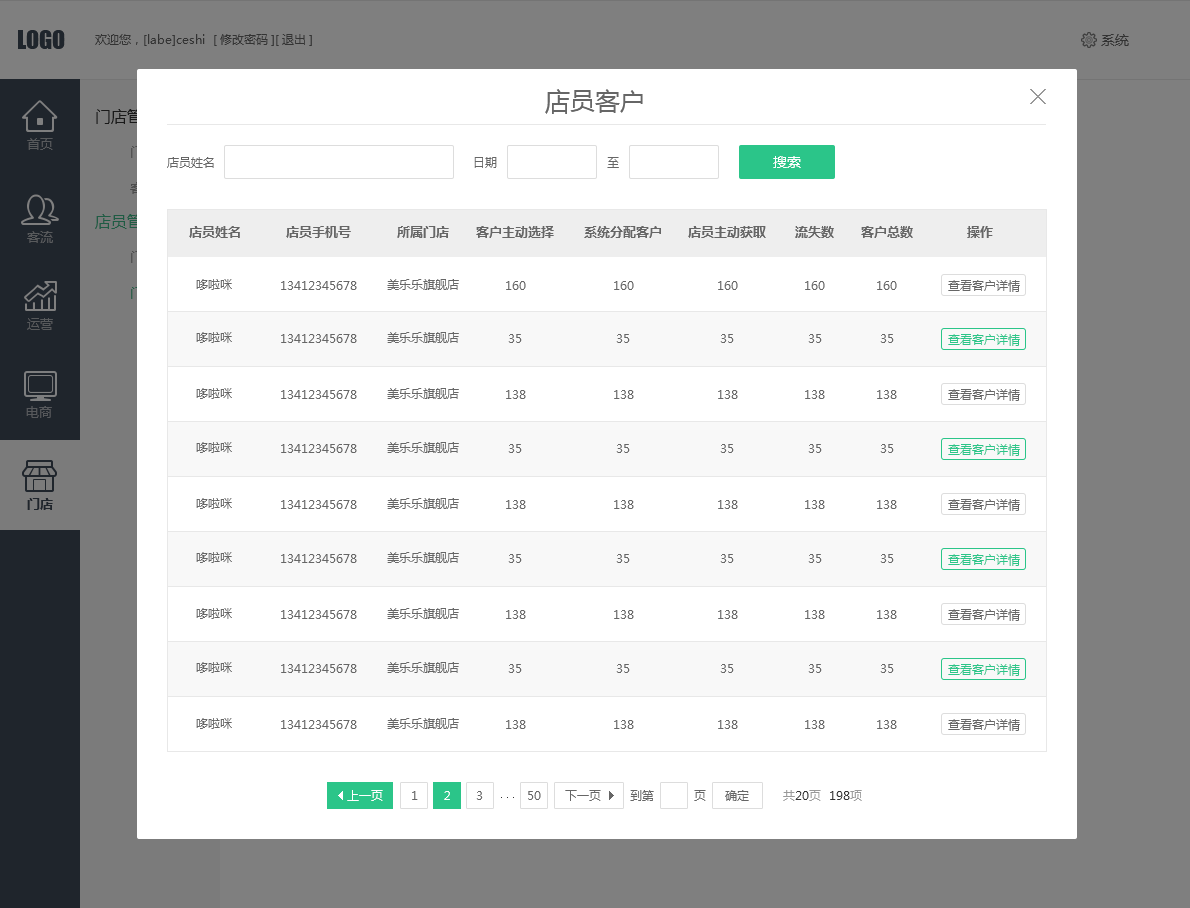 LOGO 欢迎您，[labe]ceshi [ 修改密码 ][ 退出 ] 系统
首页
客流
运营
电商
门店
门店管
客
店员管
店员客户
店员姓名 日期 至 搜索
店员姓名 店员手机号 所属门店 客户主动选择 系统分配客户 店员主动获取 流失数 客户总数 操作
哆啦咪 13412345678 美乐乐旗舰店 160 160 160 160 160 查看客户详情
哆啦咪 13412345678 美乐乐旗舰店 35 35 35 35 35 查看客户详情
哆啦咪 13412345678 美乐乐旗舰店 138 138 138 138 138 查看客户详情
哆啦咪 13412345678 美乐乐旗舰店 35 35 35 35 35 查看客户详情
哆啦咪 13412345678 美乐乐旗舰店 138 138 138 138 138 查看客户详情
哆啦咪 13412345678 美乐乐旗舰店 35 35 35 35 35 查看客户详情
哆啦咪 13412345678 美乐乐旗舰店 138 138 138 138 138 查看客户详情
哆啦咪 13412345678 美乐乐旗舰店 35 35 35 35 35 查看客户详情
哆啦咪 13412345678 美乐乐旗舰店 138 138 138 138 138 查看客户详情
上一页 1 2 3 ... 50 下一页 到第 页 确定 共20页 198项